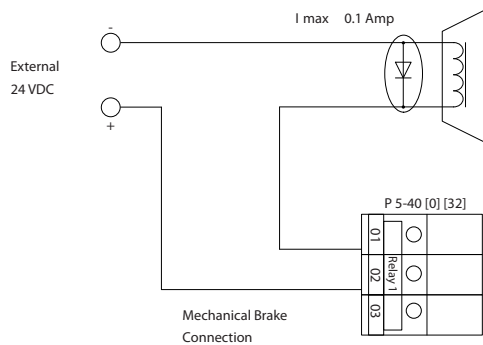 I max 0.1 Amp
-
External
24 VDC
+
P 5-40 [0] [32]
01
02
03
Relay 1
Mechanical Brake
Connection